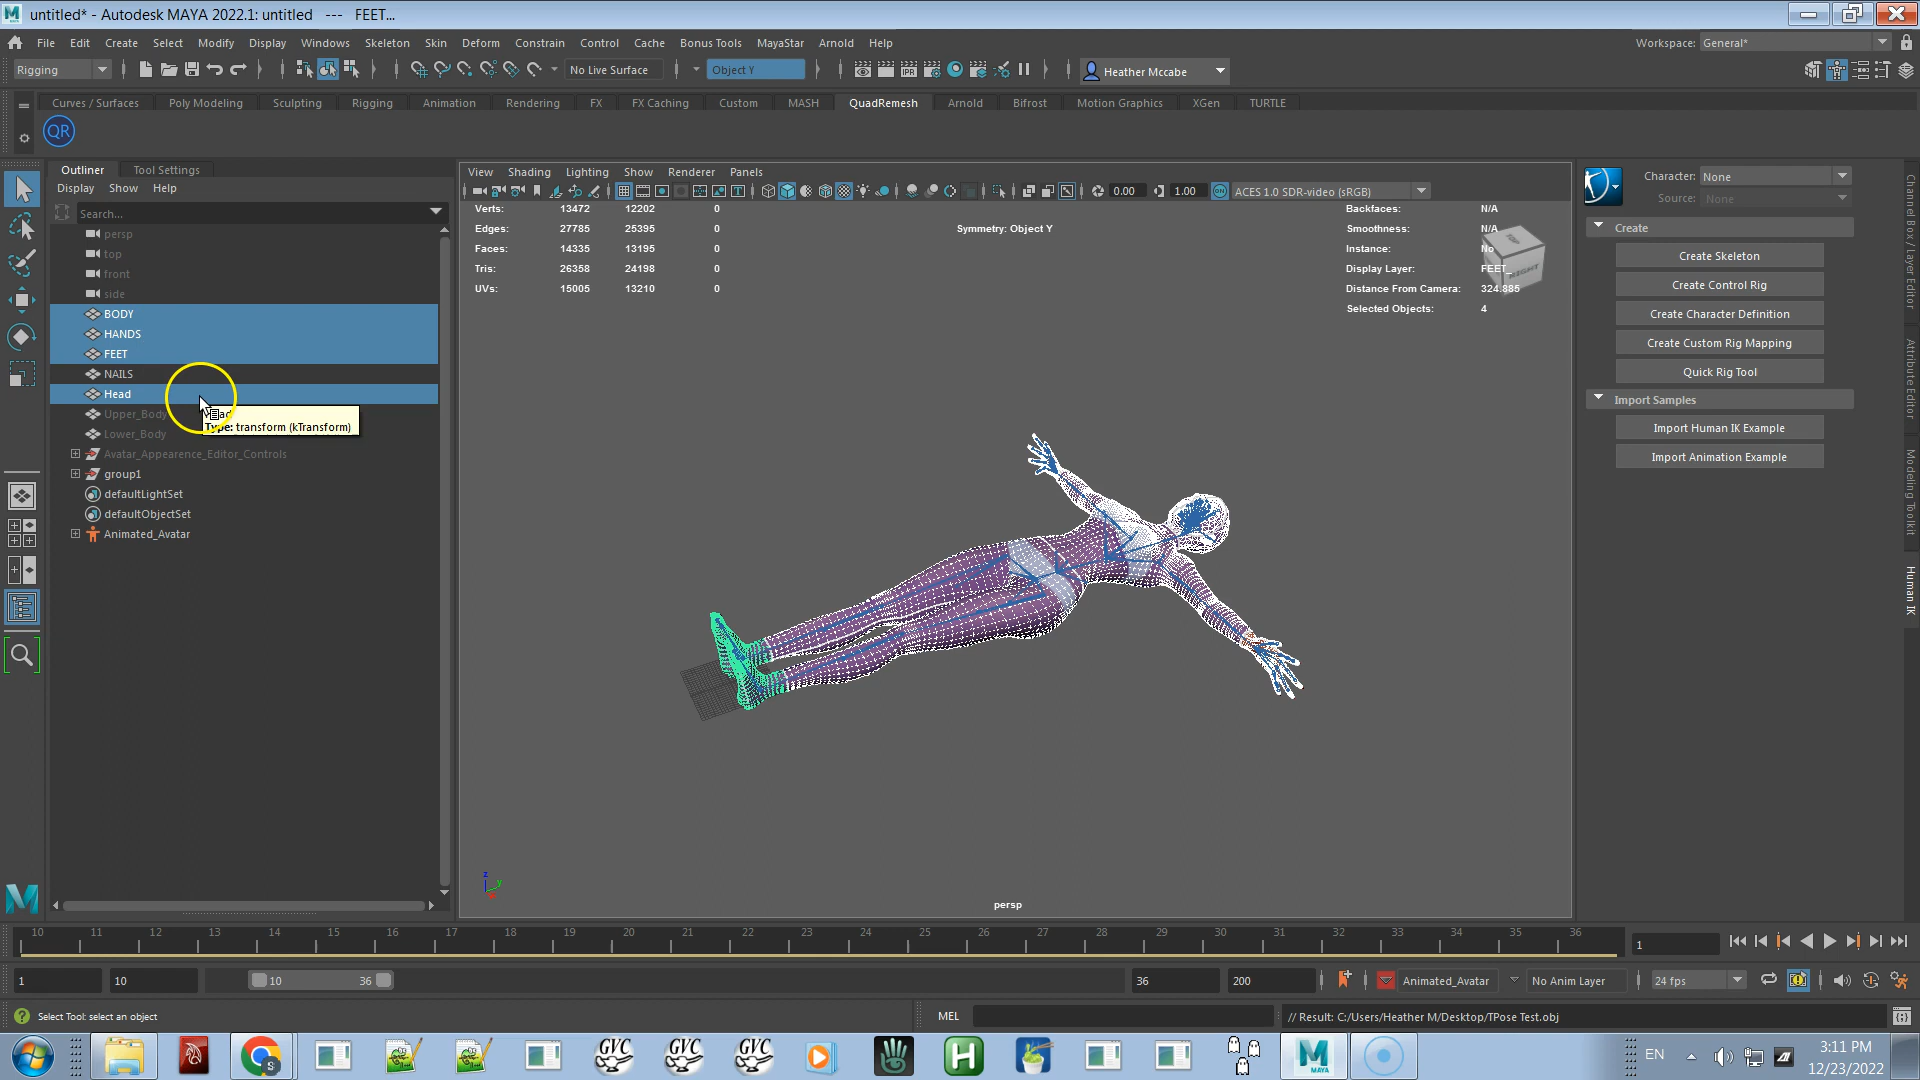 untitled* - Autodesk MAYA 2022.1: untitled --- FEET...
File Edit Create Select Modify Display Windows Skeleton Skin Deform Constrain Control Cache Bonus Tools MayaStar Arnold Help
Workspace: General*
Rigging No Live Surface Object Y Heather Mccabe
Curves / Surfaces Poly Modeling Sculpting Rigging Animation Rendering FX FX Caching Custom MASH QuadRemesh Arnold Bifrost Motion Graphics XGen TURTLE
QR
Outliner Tool Settings
Display Show Help
Search...
persp
top
front
side
BODY
HANDS
FEET
NAILS
Head
Upper_Body
Type: transform (kTransform)
Lower_Body
Avatar_Appearence_Editor_Controls
group1
defaultLightSet
defaultObjectSet
Animated_Avatar
View Shading Lighting Show Renderer Panels
IPR
0.00 1.00 ACES 1.0 SDR-video (sRGB)
Verts: 13472 12202 0
Edges: 27785 25395 0
Faces: 14335 13195 0
Tris: 26358 24198 0
UVs: 15005 13210 0
Symmetry: Object Y
Backfaces: N/A
Smoothness: N/A
Instance: No
Display Layer: FEET_
Distance From Camera: 324.885
Selected Objects: 4
TOP
RIGHT
z
y
persp
Character: None
Source: None
Create
Create Skeleton
Create Control Rig
Create Character Definition
Create Custom Rig Mapping
Quick Rig Tool
Import Samples
Import Human IK Example
Import Animation Example
Channel Box / Layer Editor
Attribute Editor
Modeling Toolkit
Human IK
10 11 12 13 14 15 16 17 18 19 20 21 22 23 24 25 26 27 28 29 30 31 32 33 34 35 36
1
1 10 10 36 36 200 Animated_Avatar No Anim Layer 24 fps
Select Tool: select an object
MEL
// Result: C:/Users/Heather M/Desktop/TPose Test.obj
GVC GVC GVC H MAYA
EN
3:11 PM
12/23/2022